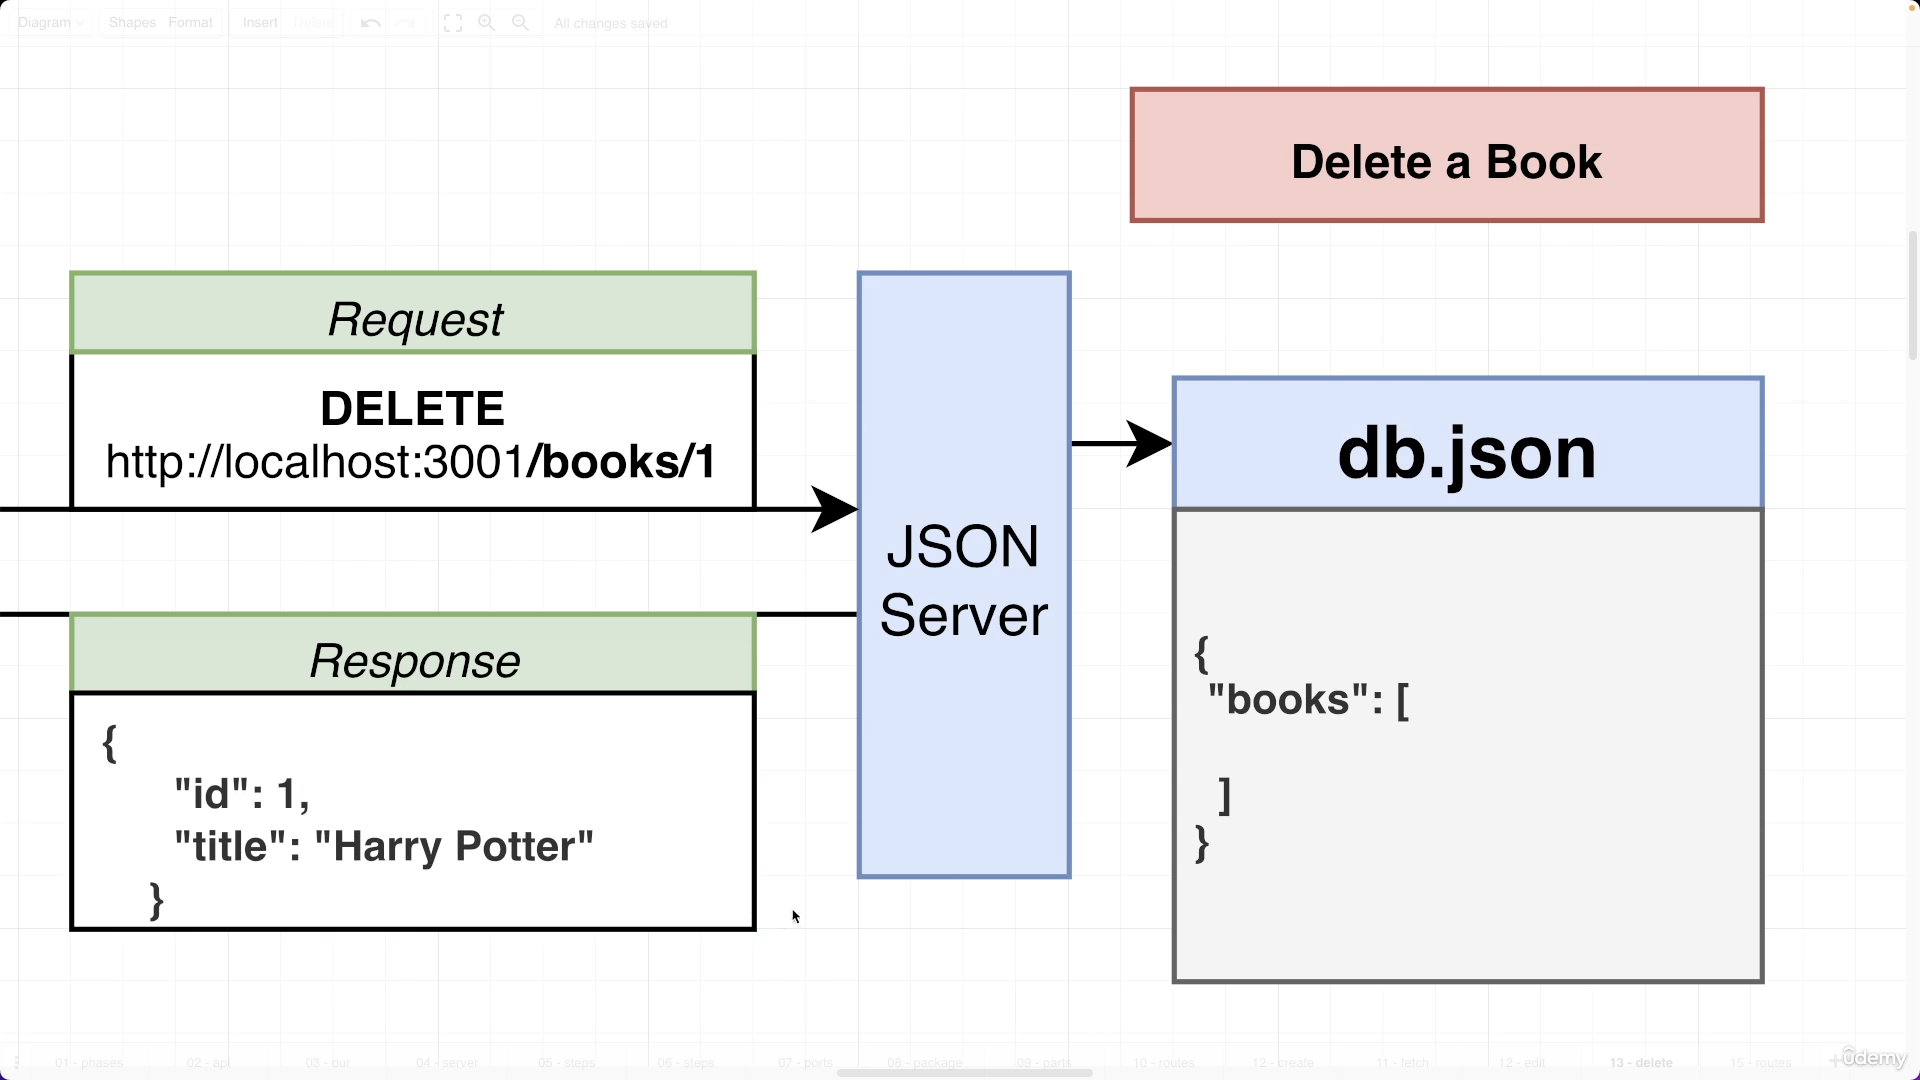 Diagram
Shapes
Format
Insert
Delete
All changes saved
Delete a Book
Request
DELETE
http://localhost:3001/books/1
JSON
Server
db.json
{
"books": [
]
}
Response
{
"id": 1,
"title": "Harry Potter"
}
01 - phases
02 - api
03 - our
04 - server
05 - steps
06 - steps
07 - ports
08 - package
09 - parts
10 - routes
12 - create
11 - fetch
12 - edit
13 - delete
15 - routes
ûdemy